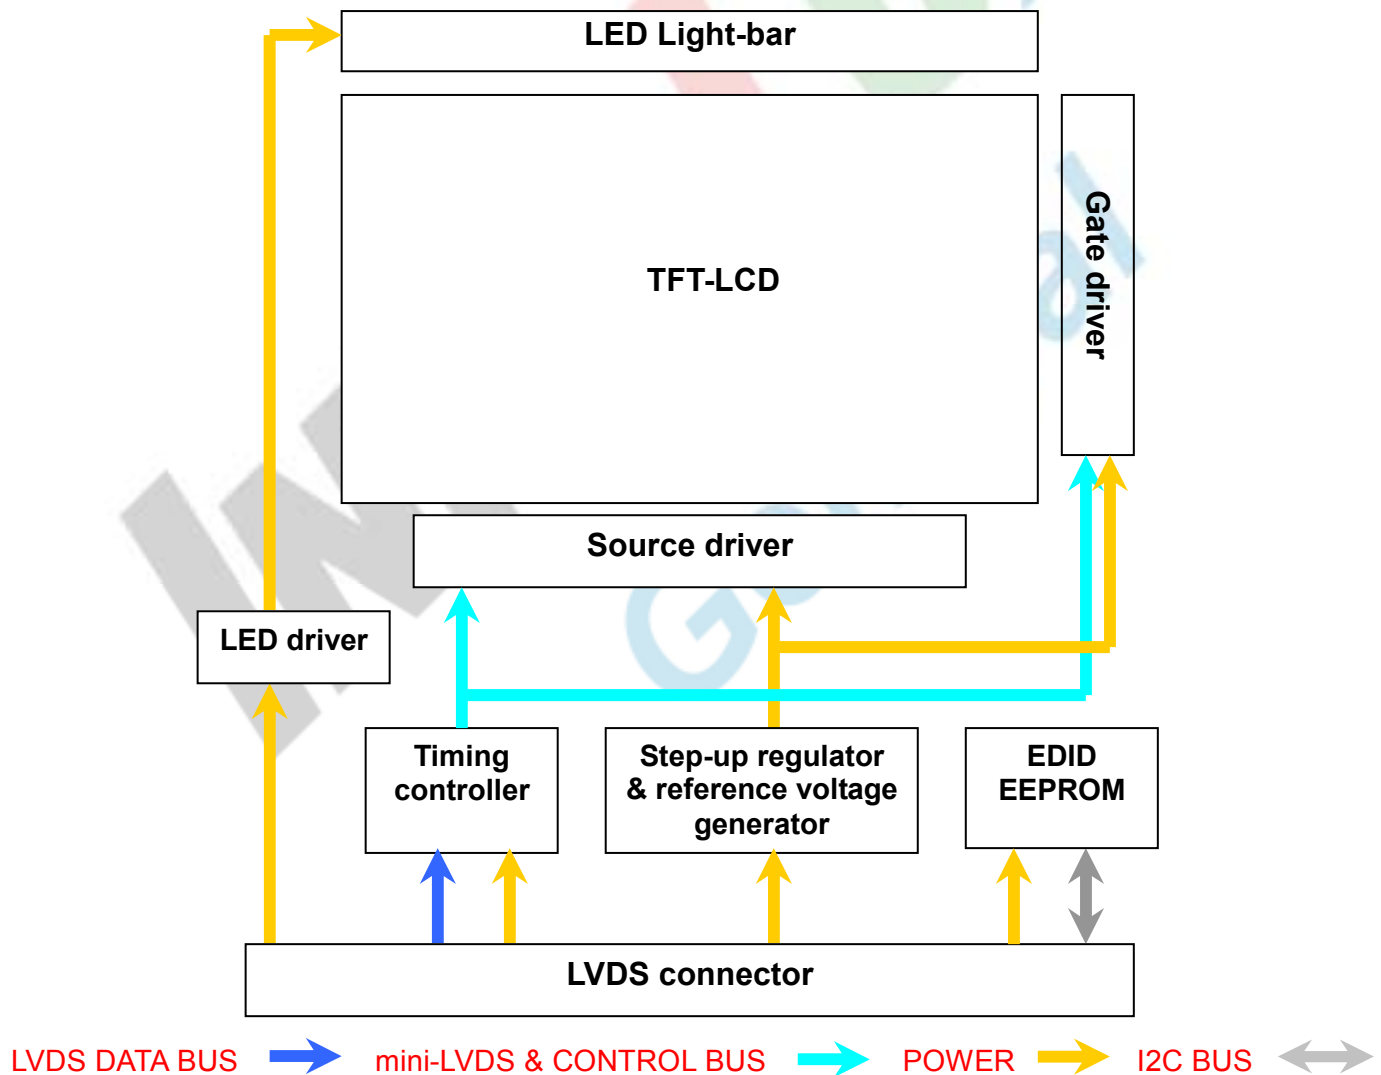 LED Light-bar
TFT-LCD
Gate driver
Source driver
LED driver
Timing
controller
Step-up regulator
& reference voltage
generator
EDID
EEPROM
LVDS connector
LVDS DATA BUS mini-LVDS & CONTROL BUS POWER I2C BUS